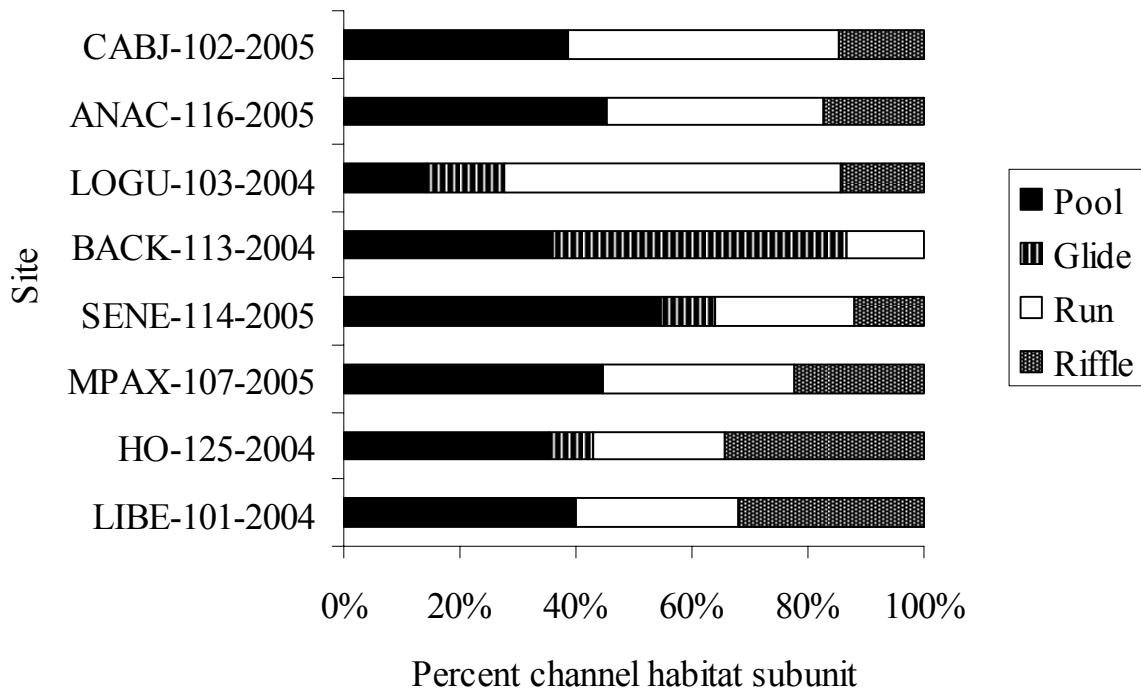 CABJ-102-2005
ANAC-116-2005
LOGU-103-2004
BACK-113-2004
SENE-114-2005
MPAX-107-2005
HO-125-2004
LIBE-101-2004
Site
0% 20% 40% 60% 80% 100%
Percent channel habitat subunit
Pool
Glide
Run
Riffle